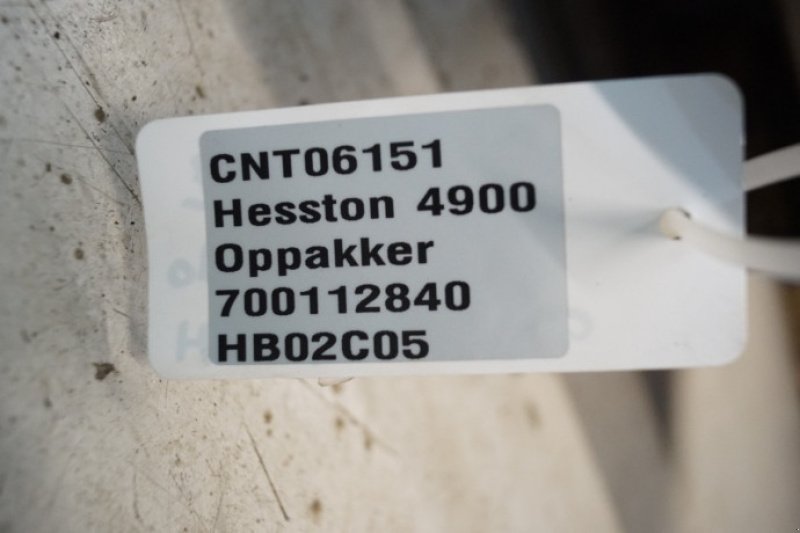 CNT06151
Hesston 4900
Oppakker
700112840
HB02C05